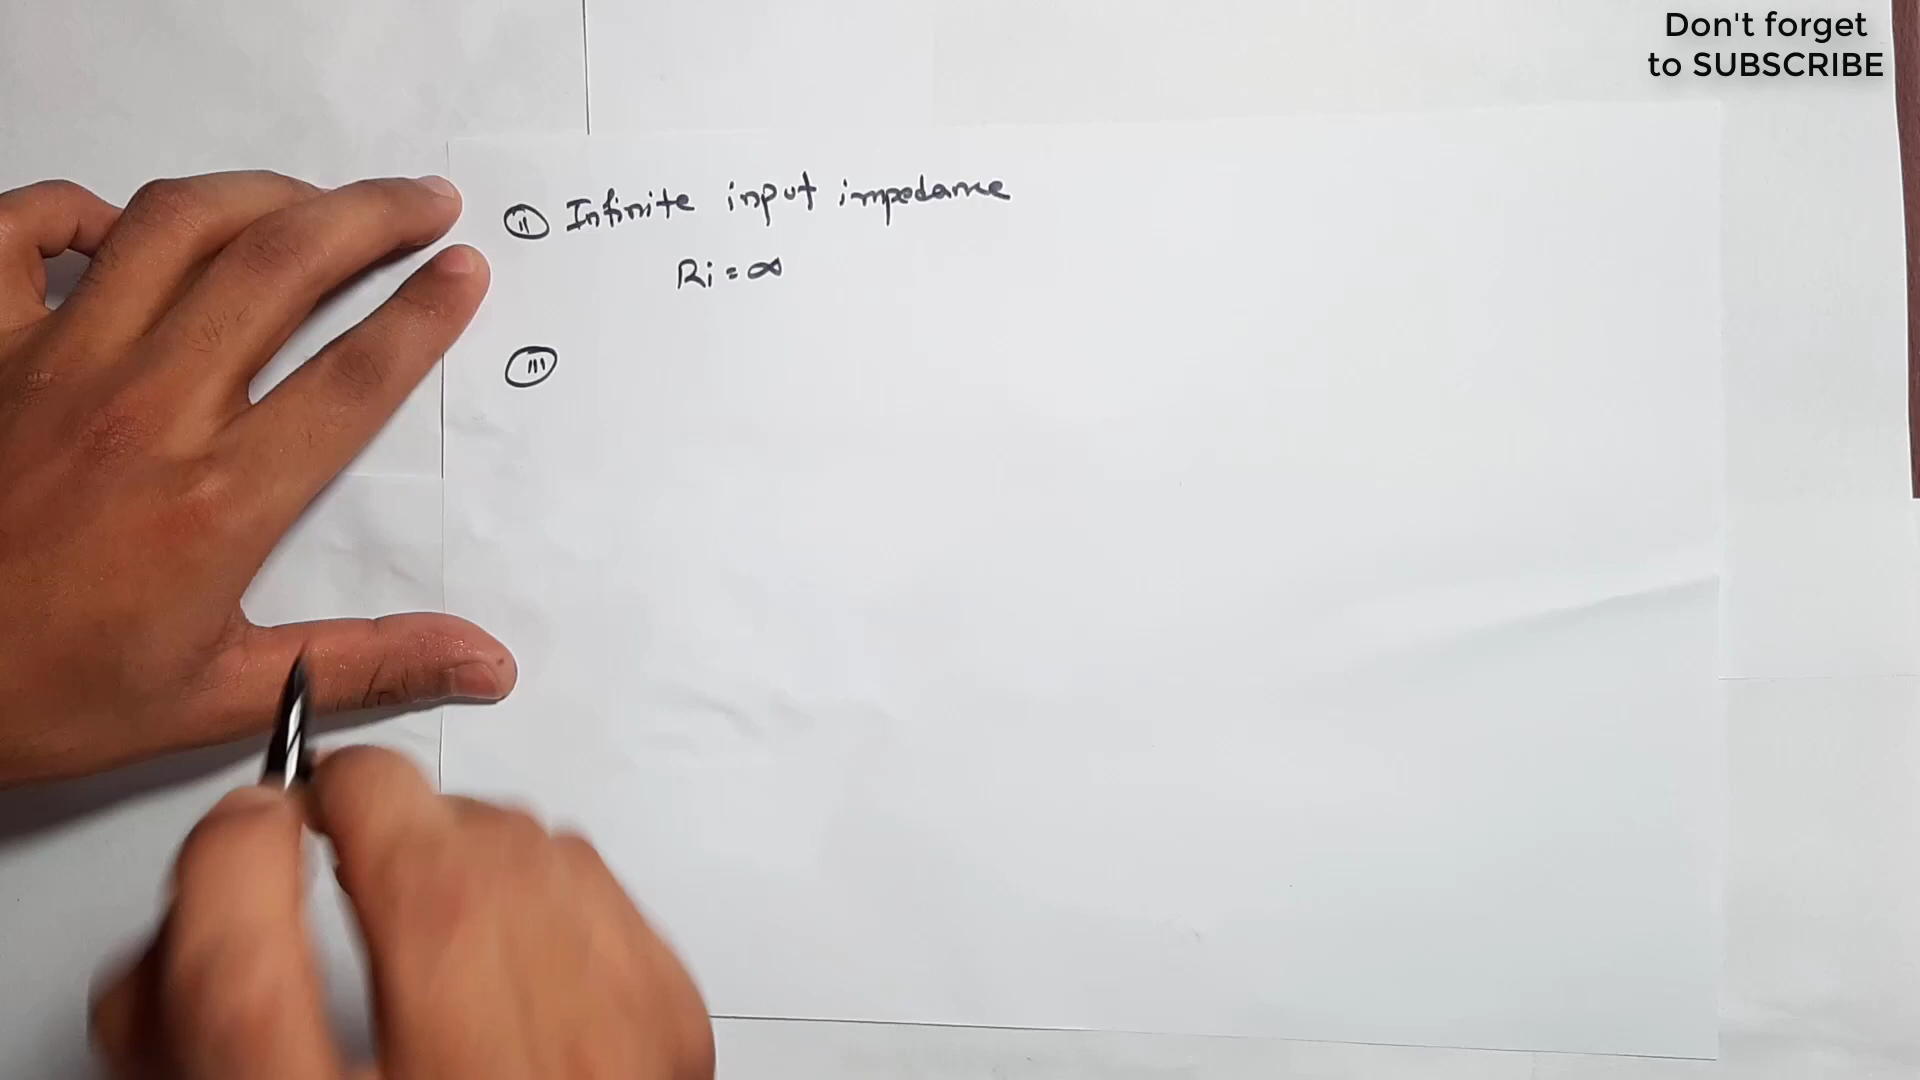 Don't forget
to SUBSCRIBE
(ii) Infinite input impedance
Ri = ∞
(iii)